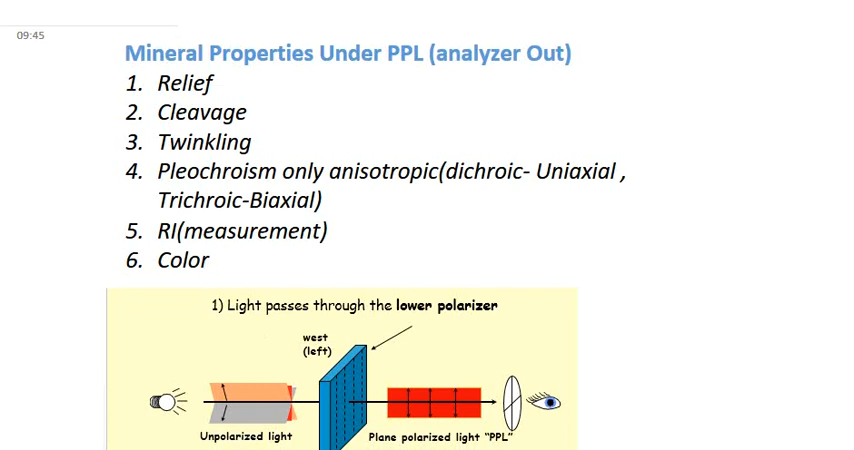 09:45
Mineral Properties Under PPL (analyzer Out)
1. Relief
2. Cleavage
3. Twinkling
4. Pleochroism only anisotropic(dichroic- Uniaxial ,
Trichroic-Biaxial)
5. RI(measurement)
6. Color
1) Light passes through the lower polarizer
west
(left)
Unpolarized light
Plane polarized light "PPL"